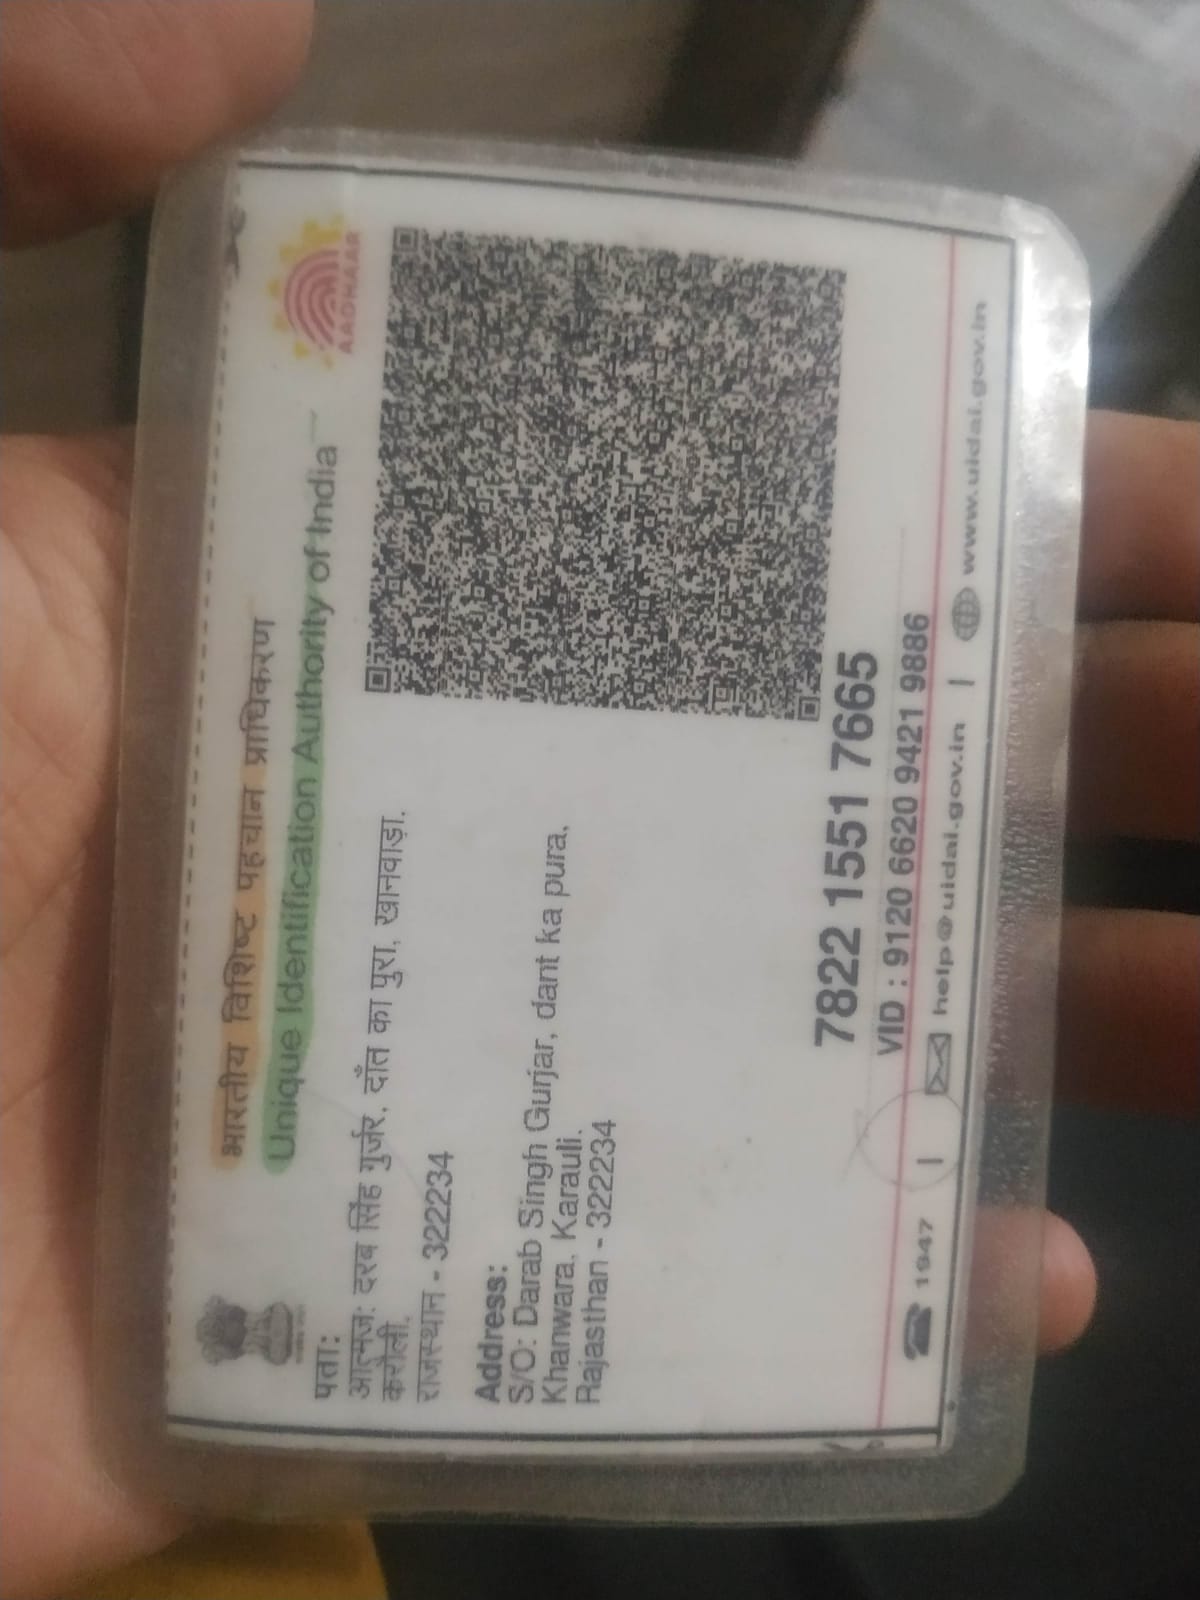 भारतीय विशिष्ट पहचान प्राधिकरण
Unique Identification Authority of India
AADHAAR
पता:
आत्मज: दरब सिंह गुर्जर, दाँत का पुरा, खानवाड़ा,
करौली,
राजस्थान - 322234
Address:
S/O: Darab Singh Gurjar, dant ka pura,
Khanwara, Karauli,
Rajasthan - 322234
7822 1551 7665
VID : 9120 6620 9421 9886
1947 | help@uidai.gov.in | www.uidai.gov.in